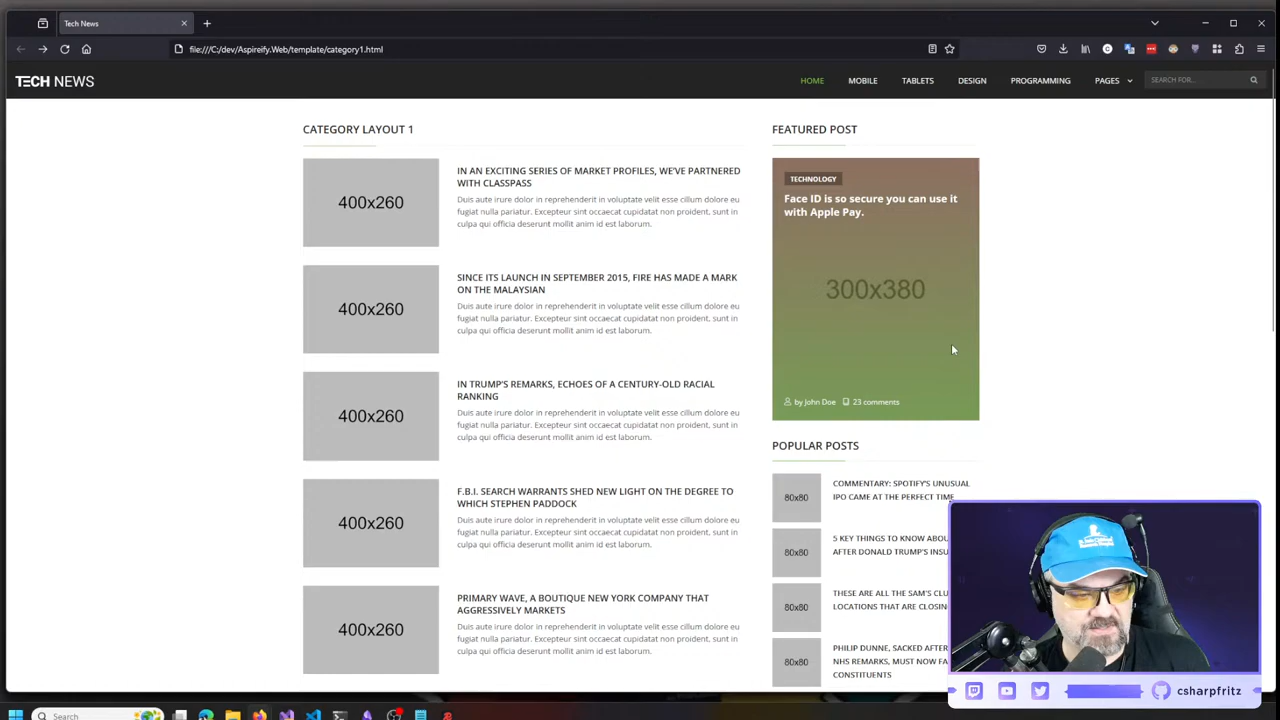 Tech News
file:///C:/dev/Aspireify.Web/template/category1.html
TECH NEWS
HOME
MOBILE
TABLETS
DESIGN
PROGRAMMING
PAGES
SEARCH FOR...
CATEGORY LAYOUT 1
400x260
IN AN EXCITING SERIES OF MARKET PROFILES, WE'VE PARTNERED
WITH CLASSPASS
Duis aute irure dolor in reprehenderit in voluptate velit esse cillum dolore eu
fugiat nulla pariatur. Excepteur sint occaecat cupidatat non proident, sunt in
culpa qui officia deserunt mollit anim id est laborum.
400x260
SINCE ITS LAUNCH IN SEPTEMBER 2015, FIRE HAS MADE A MARK
ON THE MALAYSIAN
Duis aute irure dolor in reprehenderit in voluptate velit esse cillum dolore eu
fugiat nulla pariatur. Excepteur sint occaecat cupidatat non proident, sunt in
culpa qui officia deserunt mollit anim id est laborum.
400x260
IN TRUMP'S REMARKS, ECHOES OF A CENTURY-OLD RACIAL
RANKING
Duis aute irure dolor in reprehenderit in voluptate velit esse cillum dolore eu
fugiat nulla pariatur. Excepteur sint occaecat cupidatat non proident, sunt in
culpa qui officia deserunt mollit anim id est laborum.
400x260
F.B.I. SEARCH WARRANTS SHED NEW LIGHT ON THE DEGREE TO
WHICH STEPHEN PADDOCK
Duis aute irure dolor in reprehenderit in voluptate velit esse cillum dolore eu
fugiat nulla pariatur. Excepteur sint occaecat cupidatat non proident, sunt in
culpa qui officia deserunt mollit anim id est laborum.
400x260
PRIMARY WAVE, A BOUTIQUE NEW YORK COMPANY THAT
AGGRESSIVELY MARKETS
Duis aute irure dolor in reprehenderit in voluptate velit esse cillum dolore eu
fugiat nulla pariatur. Excepteur sint occaecat cupidatat non proident, sunt in
culpa qui officia deserunt mollit anim id est laborum.
FEATURED POST
TECHNOLOGY
Face ID is so secure you can use it
with Apple Pay.
300x380
by John Doe
23 comments
POPULAR POSTS
80x80
COMMENTARY: SPOTIFY'S UNUSUAL
IPO CAME AT THE PERFECT TIME
80x80
5 KEY THINGS TO KNOW ABOU
AFTER DONALD TRUMP'S INSU
80x80
THESE ARE ALL THE SAM'S CLU
LOCATIONS THAT ARE CLOSIN
80x80
PHILIP DUNNE, SACKED AFTER
NHS REMARKS, MUST NOW FA
CONSTITUENTS
csharpfritz
Search